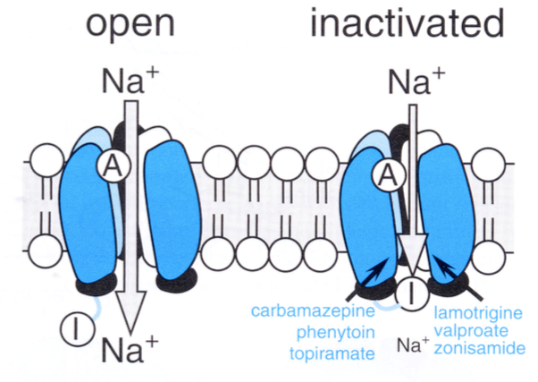 open
inactivated
Na⁺
Na⁺
A
A
I
I
Na⁺
carbamazepine
phenytoin
topiramate
Na⁺
lamotrigine
valproate
zonisamide